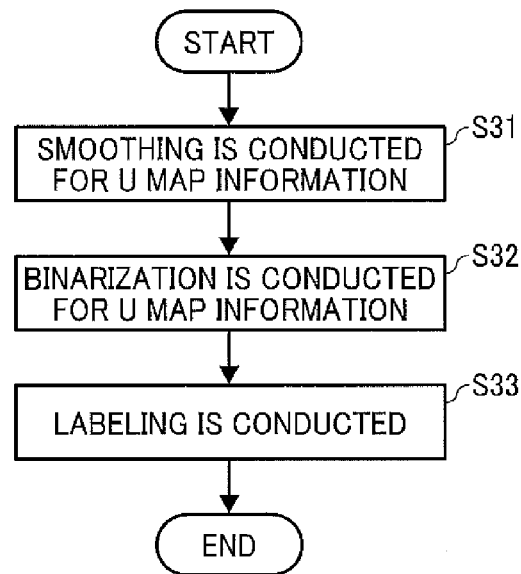 START
S31
SMOOTHING IS CONDUCTED
FOR U MAP INFORMATION
S32
BINARIZATION IS CONDUCTED
FOR U MAP INFORMATION
S33
LABELING IS CONDUCTED
END